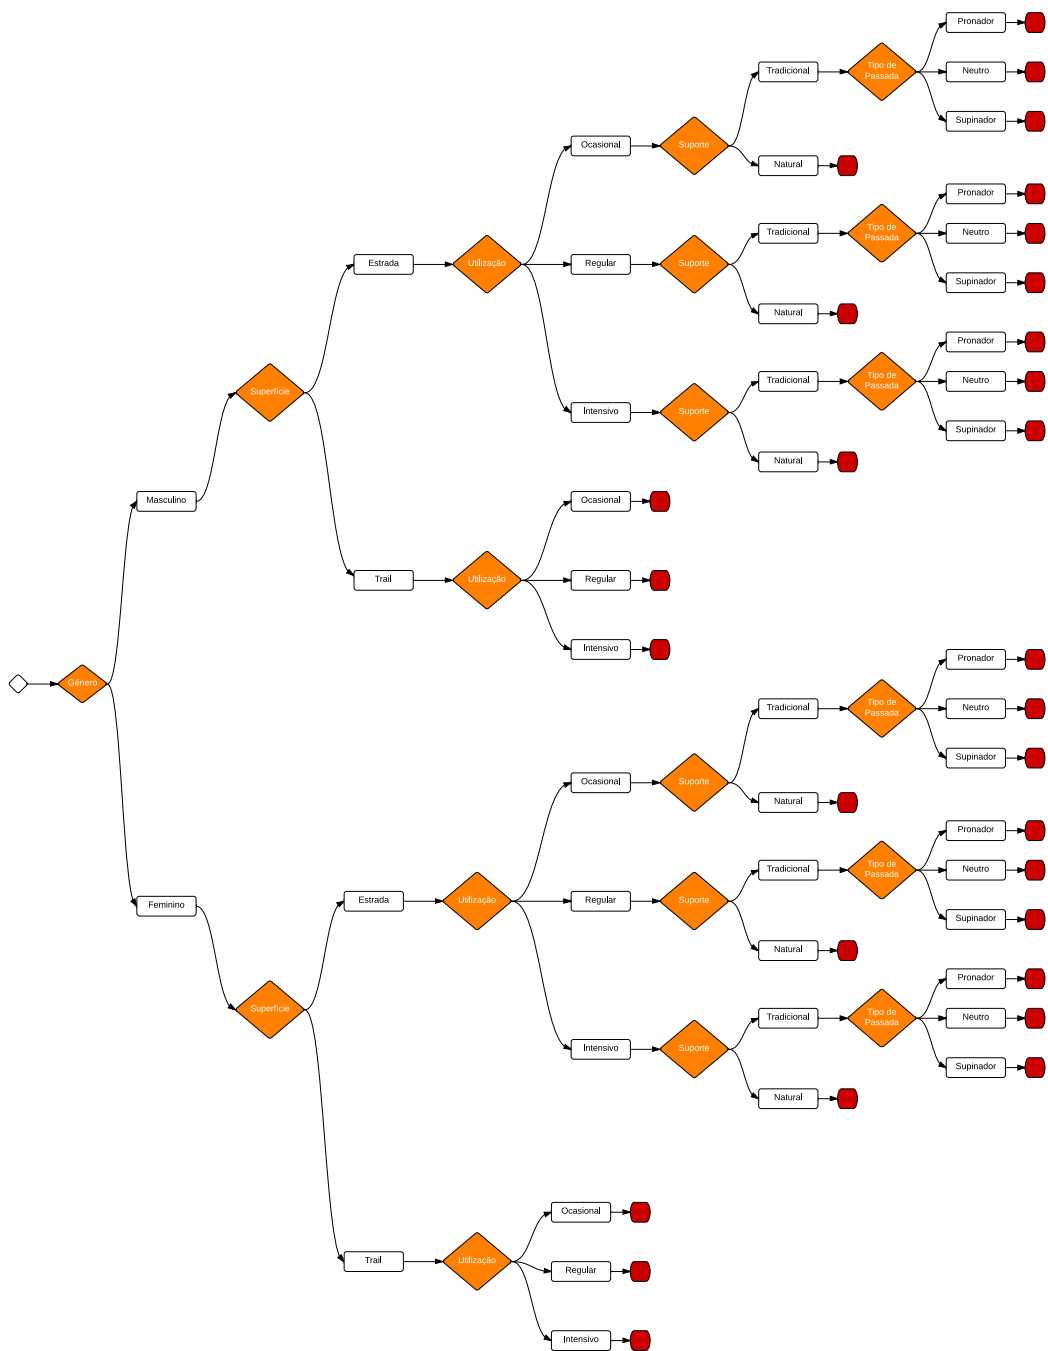 Pronador
Tipo de
Passada
Tradicional
Neutro
Supinador
Ocasional
Suporte
Natural
Pronador
Tipo de
Passada
Tradicional
Neutro
Estrada
Utilização
Regular
Suporte
Supinador
Natural
Pronador
Tipo de
Passada
Tradicional
Neutro
Superfície
Intensivo
Suporte
Supinador
Natural
Masculino
Ocasional
Trail
Utilização
Regular
Intensivo
Pronador
Género
Tipo de
Passada
Tradicional
Neutro
Supinador
Ocasional
Suporte
Natural
Pronador
Tipo de
Passada
Tradicional
Neutro
Feminino
Estrada
Utilização
Regular
Suporte
Supinador
Natural
Pronador
Superfície
Tipo de
Passada
Tradicional
Neutro
Intensivo
Suporte
Supinador
Natural
Ocasional
Trail
Utilização
Regular
Intensivo